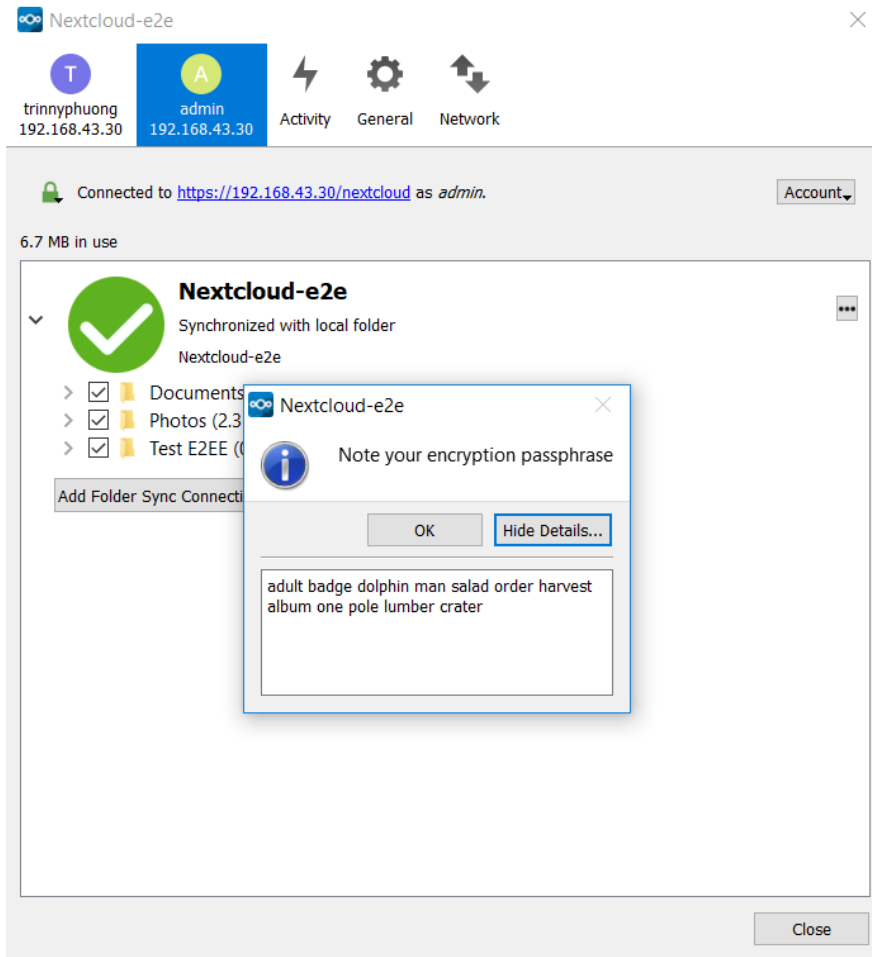 Nextcloud-e2e
T
A
trinnyphuong
192.168.43.30
admin
192.168.43.30
Activity
General
Network
Connected to https://192.168.43.30/nextcloud as admin.
Account
6.7 MB in use
Nextcloud-e2e
Synchronized with local folder
Nextcloud-e2e
Documents
Photos (2.3
Test E2EE (
Add Folder Sync Connecti
Nextcloud-e2e
Note your encryption passphrase
OK
Hide Details...
adult badge dolphin man salad order harvest
album one pole lumber crater
Close